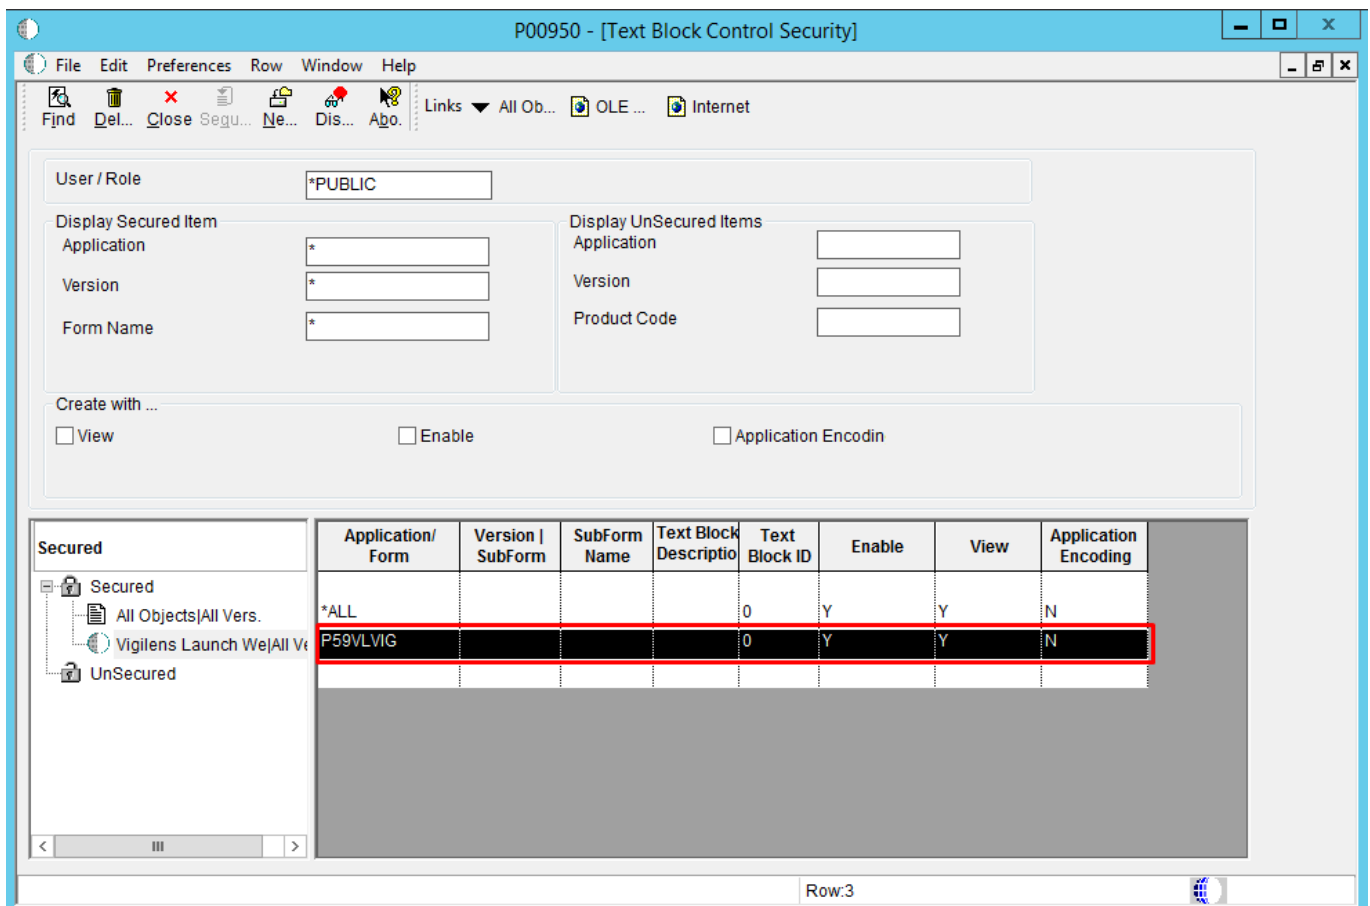 P00950 - [Text Block Control Security]
File Edit Preferences Row Window Help
Find Del... Close Sequ... Ne... Dis... Abo. Links All Ob... OLE ... Internet
User / Role *PUBLIC
Display Secured Item
Application *
Version *
Form Name *
Display UnSecured Items
Application
Version
Product Code
Create with ...
View Enable Application Encodin
Secured
Secured
All Objects|All Vers.
Vigilens Launch We|All Ve
UnSecured
Application/ Form Version | SubForm SubForm Name Text Block Descriptio Text Block ID Enable View Application Encoding
*ALL 0 Y Y N
P59VLVIG 0 Y Y N
Row:3